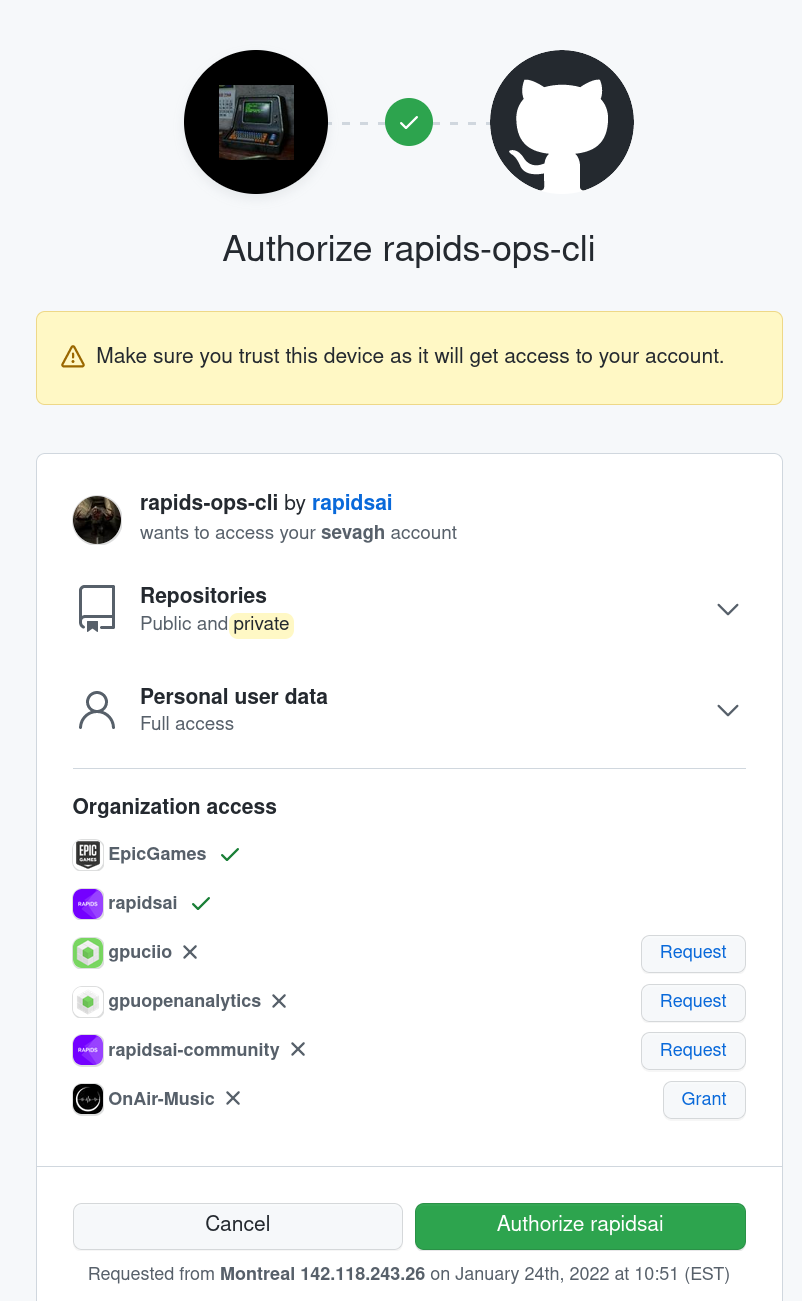 Authorize rapids-ops-cli
Make sure you trust this device as it will get access to your account.
rapids-ops-cli by rapidsai
wants to access your sevagh account
Repositories
Public and private
Personal user data
Full access
Organization access
EPIC
GAMES
EpicGames
RAPIDS
rapidsai
gpuciio
Request
gpuopenanalytics
Request
RAPIDS
rapidsai-community
Request
OnAir-Music
Grant
Cancel
Authorize rapidsai
Requested from Montreal 142.118.243.26 on January 24th, 2022 at 10:51 (EST)